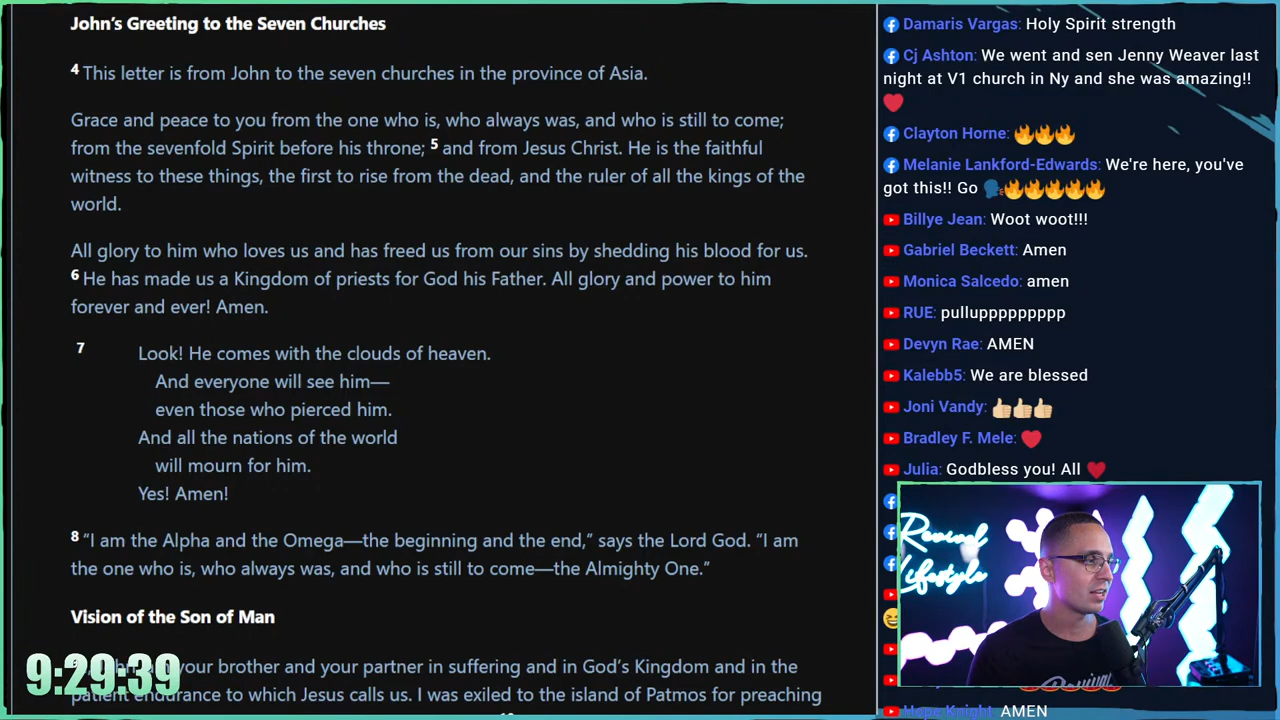 John's Greeting to the Seven Churches
4 This letter is from John to the seven churches in the province of Asia.
Grace and peace to you from the one who is, who always was, and who is still to come;
from the sevenfold Spirit before his throne; 5 and from Jesus Christ. He is the faithful
witness to these things, the first to rise from the dead, and the ruler of all the kings of the
world.
All glory to him who loves us and has freed us from our sins by shedding his blood for us.
6 He has made us a Kingdom of priests for God his Father. All glory and power to him
forever and ever! Amen.
7 Look! He comes with the clouds of heaven.
And everyone will see him—
even those who pierced him.
And all the nations of the world
will mourn for him.
Yes! Amen!
8 “I am the Alpha and the Omega—the beginning and the end,” says the Lord God. “I am
the one who is, who always was, and who is still to come—the Almighty One.”
Vision of the Son of Man
your brother and your partner in suffering and in God's Kingdom and in the
patient endurance to which Jesus calls us. I was exiled to the island of Patmos for preaching
9:29:39
Damaris Vargas: Holy Spirit strength
Cj Ashton: We went and sen Jenny Weaver last
night at V1 church in Ny and she was amazing!!
❤️
Clayton Horne: 🔥🔥🔥
Melanie Lankford-Edwards: We're here, you've
got this!! Go 🗣️🔥🔥🔥🔥🔥
Billye Jean: Woot woot!!!
Gabriel Beckett: Amen
Monica Salcedo: amen
RUE: pulluppppppppp
Devyn Rae: AMEN
Kalebb5: We are blessed
Joni Vandy: 👍🏼👍🏼👍🏼
Bradley F. Mele: ❤️
Julia: Godbless you! All ❤️
Revival
Lifestyle
Revival
Hope Knight: AMEN